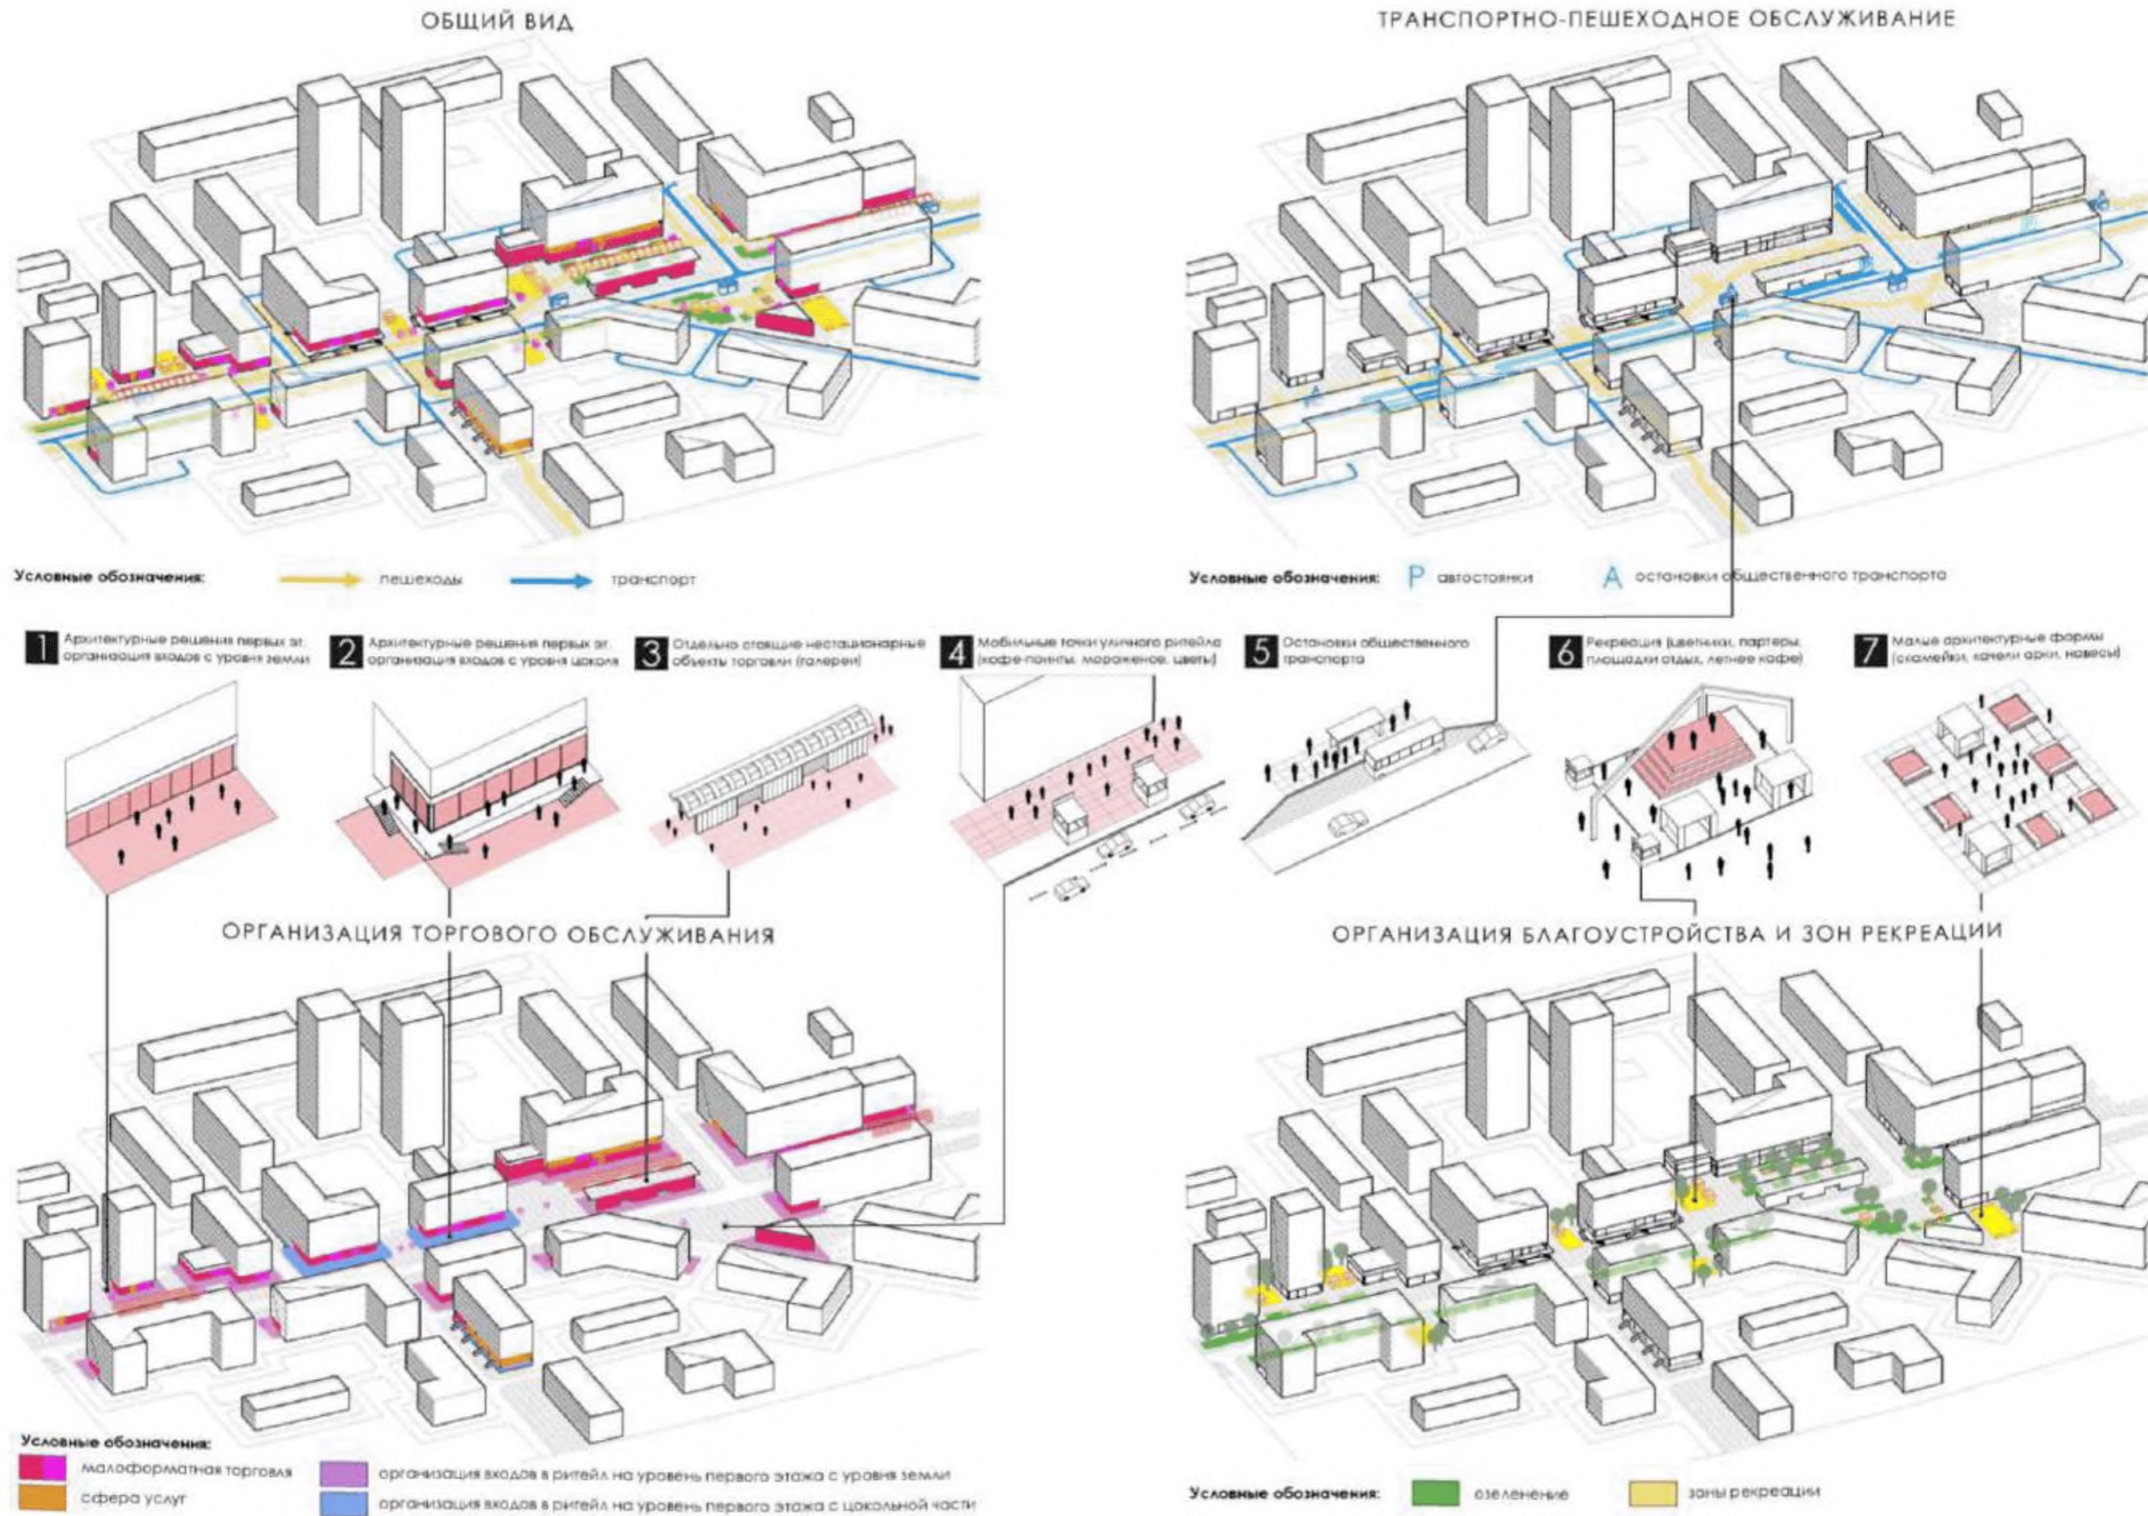 ОБЩИЙ ВИД
ТРАНСПОРТНО-ПЕШЕХОДНОЕ ОБСЛУЖИВАНИЕ
Условные обозначения:
пешеходы
транспорт
Условные обозначения:
P автостоянки
А остановки общественного транспорта
1 Архитектурные решения первых эт.
организация входов с уровня земли
2 Архитектурные решения первых эт.
организация входов с уровня цоколя
3 Отдельно стоящие нестационарные
объекты торговли (галереи)
4 Мобильные точки уличного ритейла
(кофе-поинты, мороженое, цветы)
5 Остановки общественного
транспорта
6 Рекреация (цветники, партеры,
площадки отдых, летнее кафе)
7 Малые архитектурные формы
(скамейки, качели арки, навесы)
ОРГАНИЗАЦИЯ ТОРГОВОГО ОБСЛУЖИВАНИЯ
ОРГАНИЗАЦИЯ БЛАГОУСТРОЙСТВА И ЗОН РЕКРЕАЦИИ
Условные обозначения:
малоформатная торговля
сфера услуг
организация входов в ритейл на уровень первого этажа с уровня земли
организация входов в ритейл на уровень первого этажа с цокольной части
Условные обозначения:
озеленение
зоны рекреации